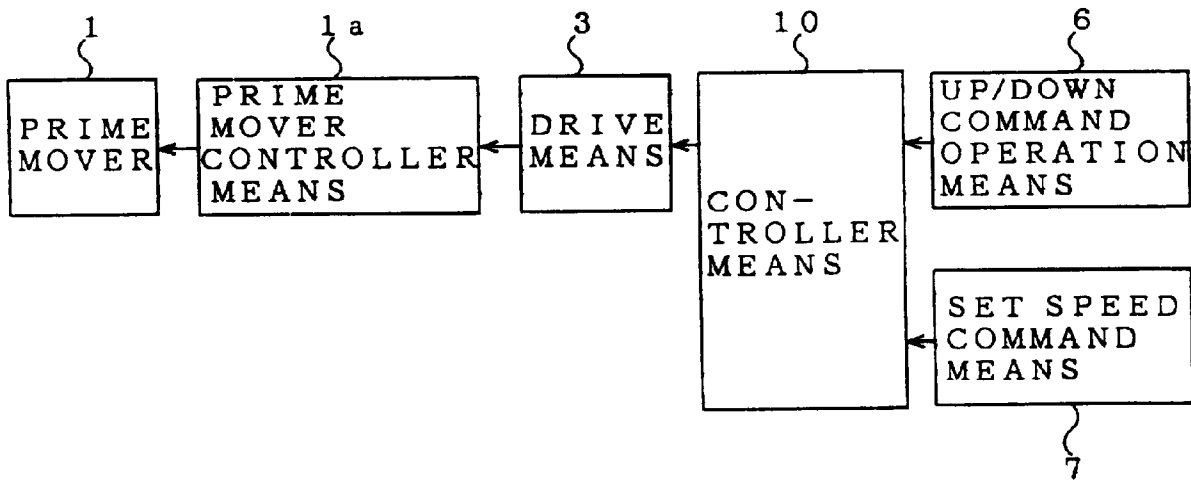 1
1a
3
10
6
PRIME
MOVER
PRIME
MOVER
CONTROLLER
MEANS
DRIVE
MEANS
CON-
TROLLER
MEANS
UP/DOWN
COMMAND
OPERATION
MEANS
SET SPEED
COMMAND
MEANS
7